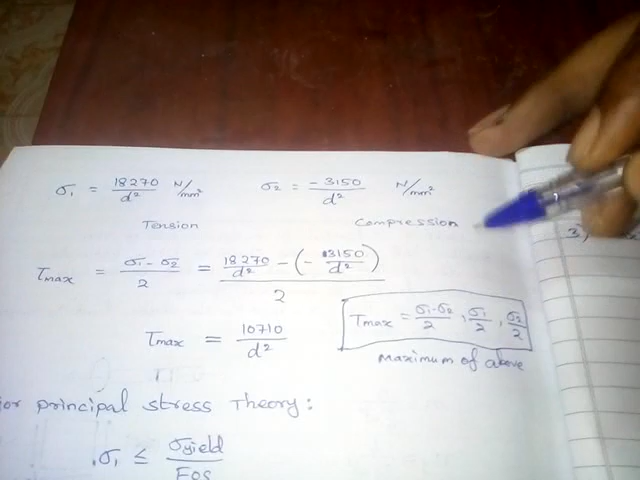 σ₁ = 18270/d² N/mm² σ₂ = -3150/d² N/mm²
Tension Compression
τmax = (σ₁ - σ₂)/2 = (18270/d² - (-3150/d²))/2
τmax = 10710/d²
τmax = (σ₁-σ₂)/2, σ₁/2, σ₂/2
maximum of above
or principal stress Theory:
σ₁ ≤ σyield/FOS
3)